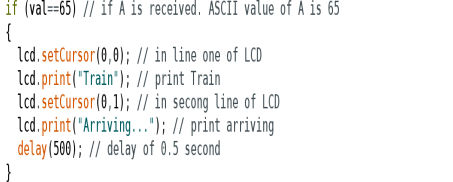 if (val==65) // if A is received. ASCII value of A is 65
{
lcd.setCursor(0,0); // in line one of LCD
lcd.print("Train"); // print Train
lcd.setCursor(0,1); // in secong line of LCD
lcd.print("Arriving..."); // print arriving
delay(500); // delay of 0.5 second
}